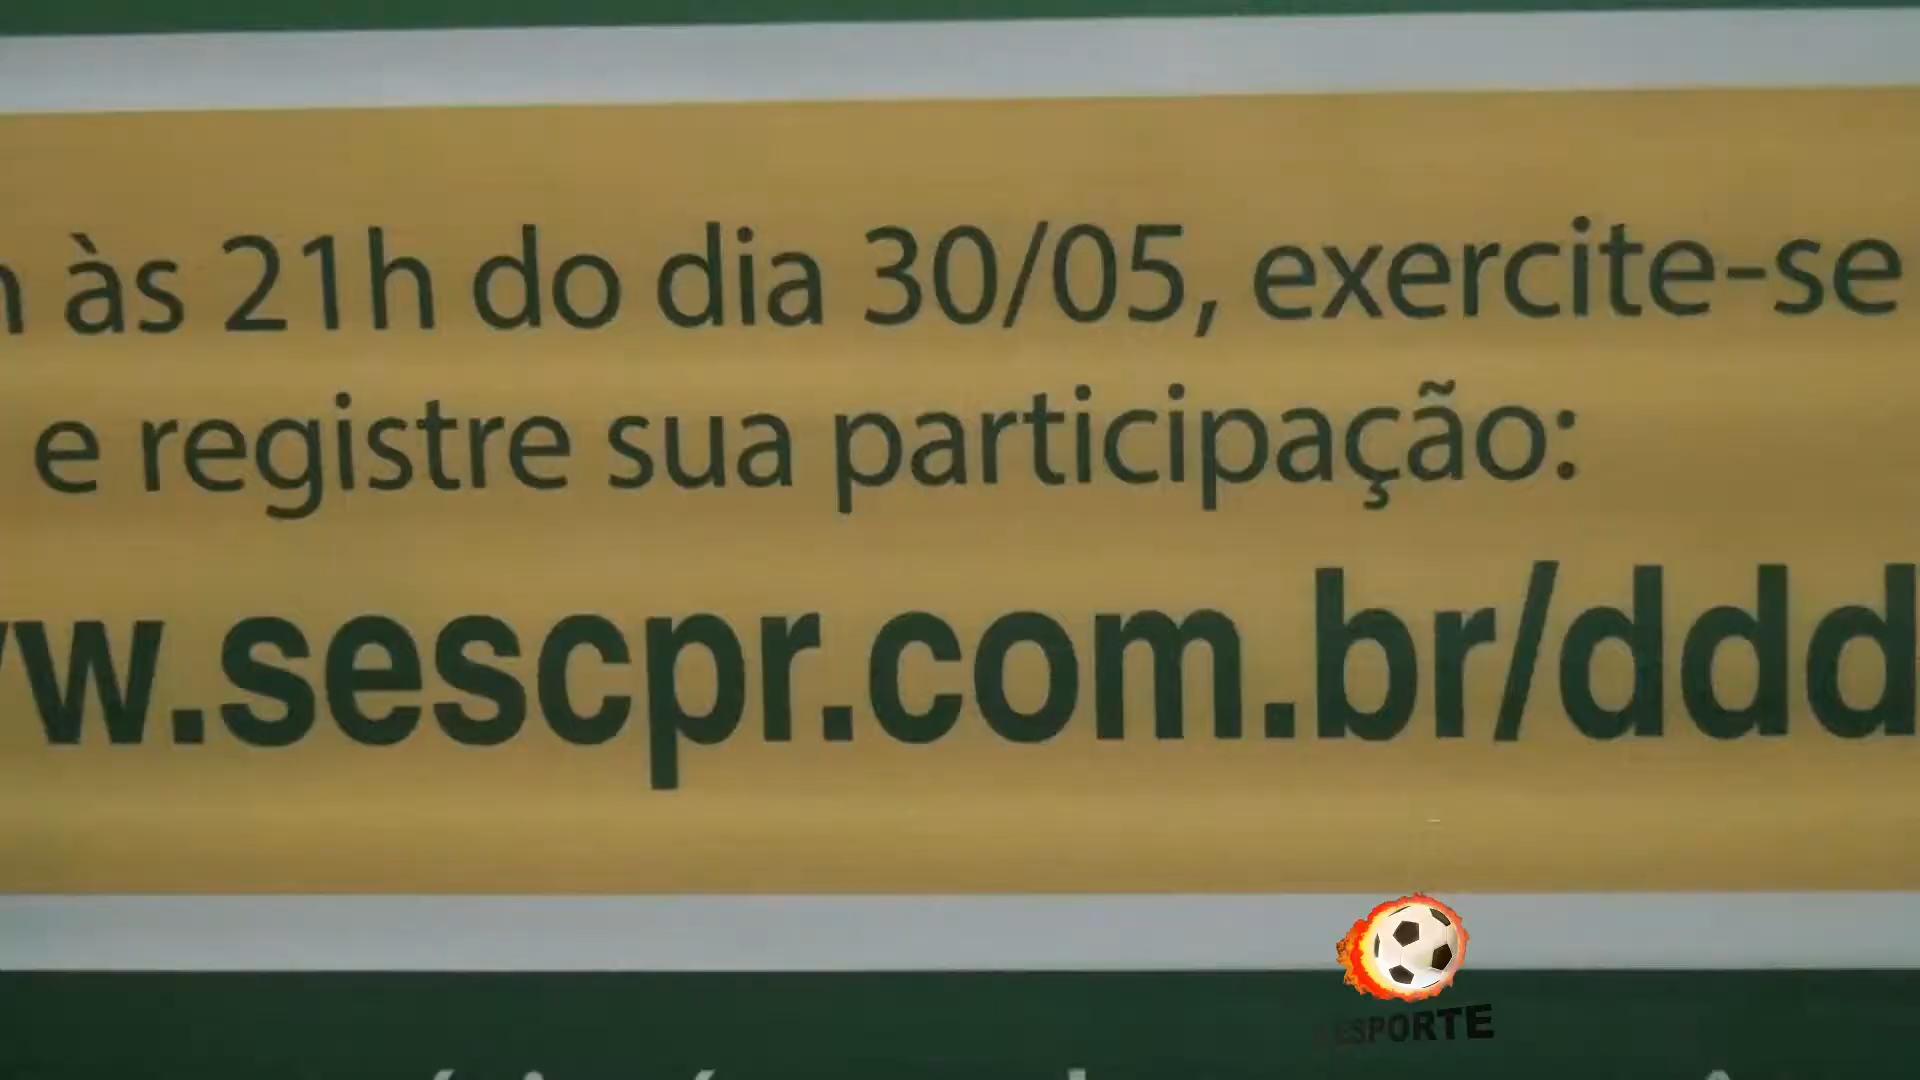 às 21h do dia 30/05, exercite-se
e registre sua participação:
w.sescpr.com.br/ddd
ESPORTE